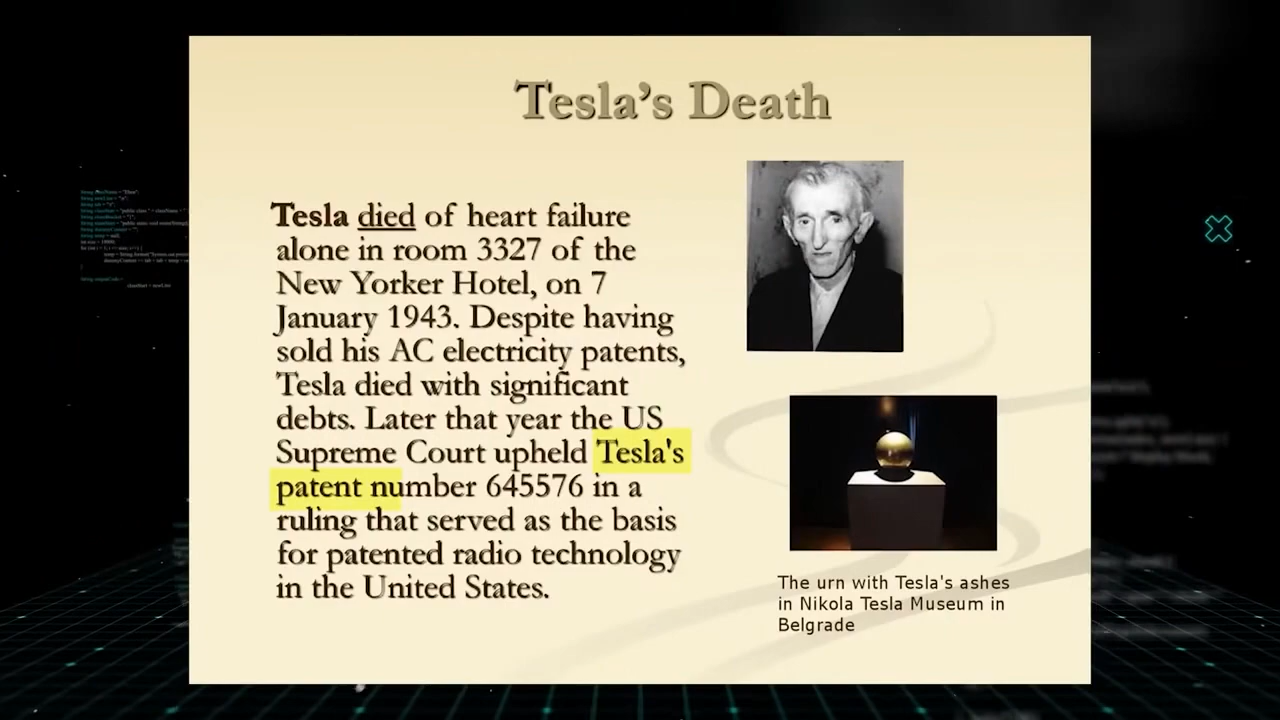 Tesla's Death
Tesla died of heart failure
alone in room 3327 of the
New Yorker Hotel, on 7
January 1943. Despite having
sold his AC electricity patents,
Tesla died with significant
debts. Later that year the US
Supreme Court upheld Tesla's
patent number 645576 in a
ruling that served as the basis
for patented radio technology
in the United States.
The urn with Tesla's ashes
in Nikola Tesla Museum in
Belgrade